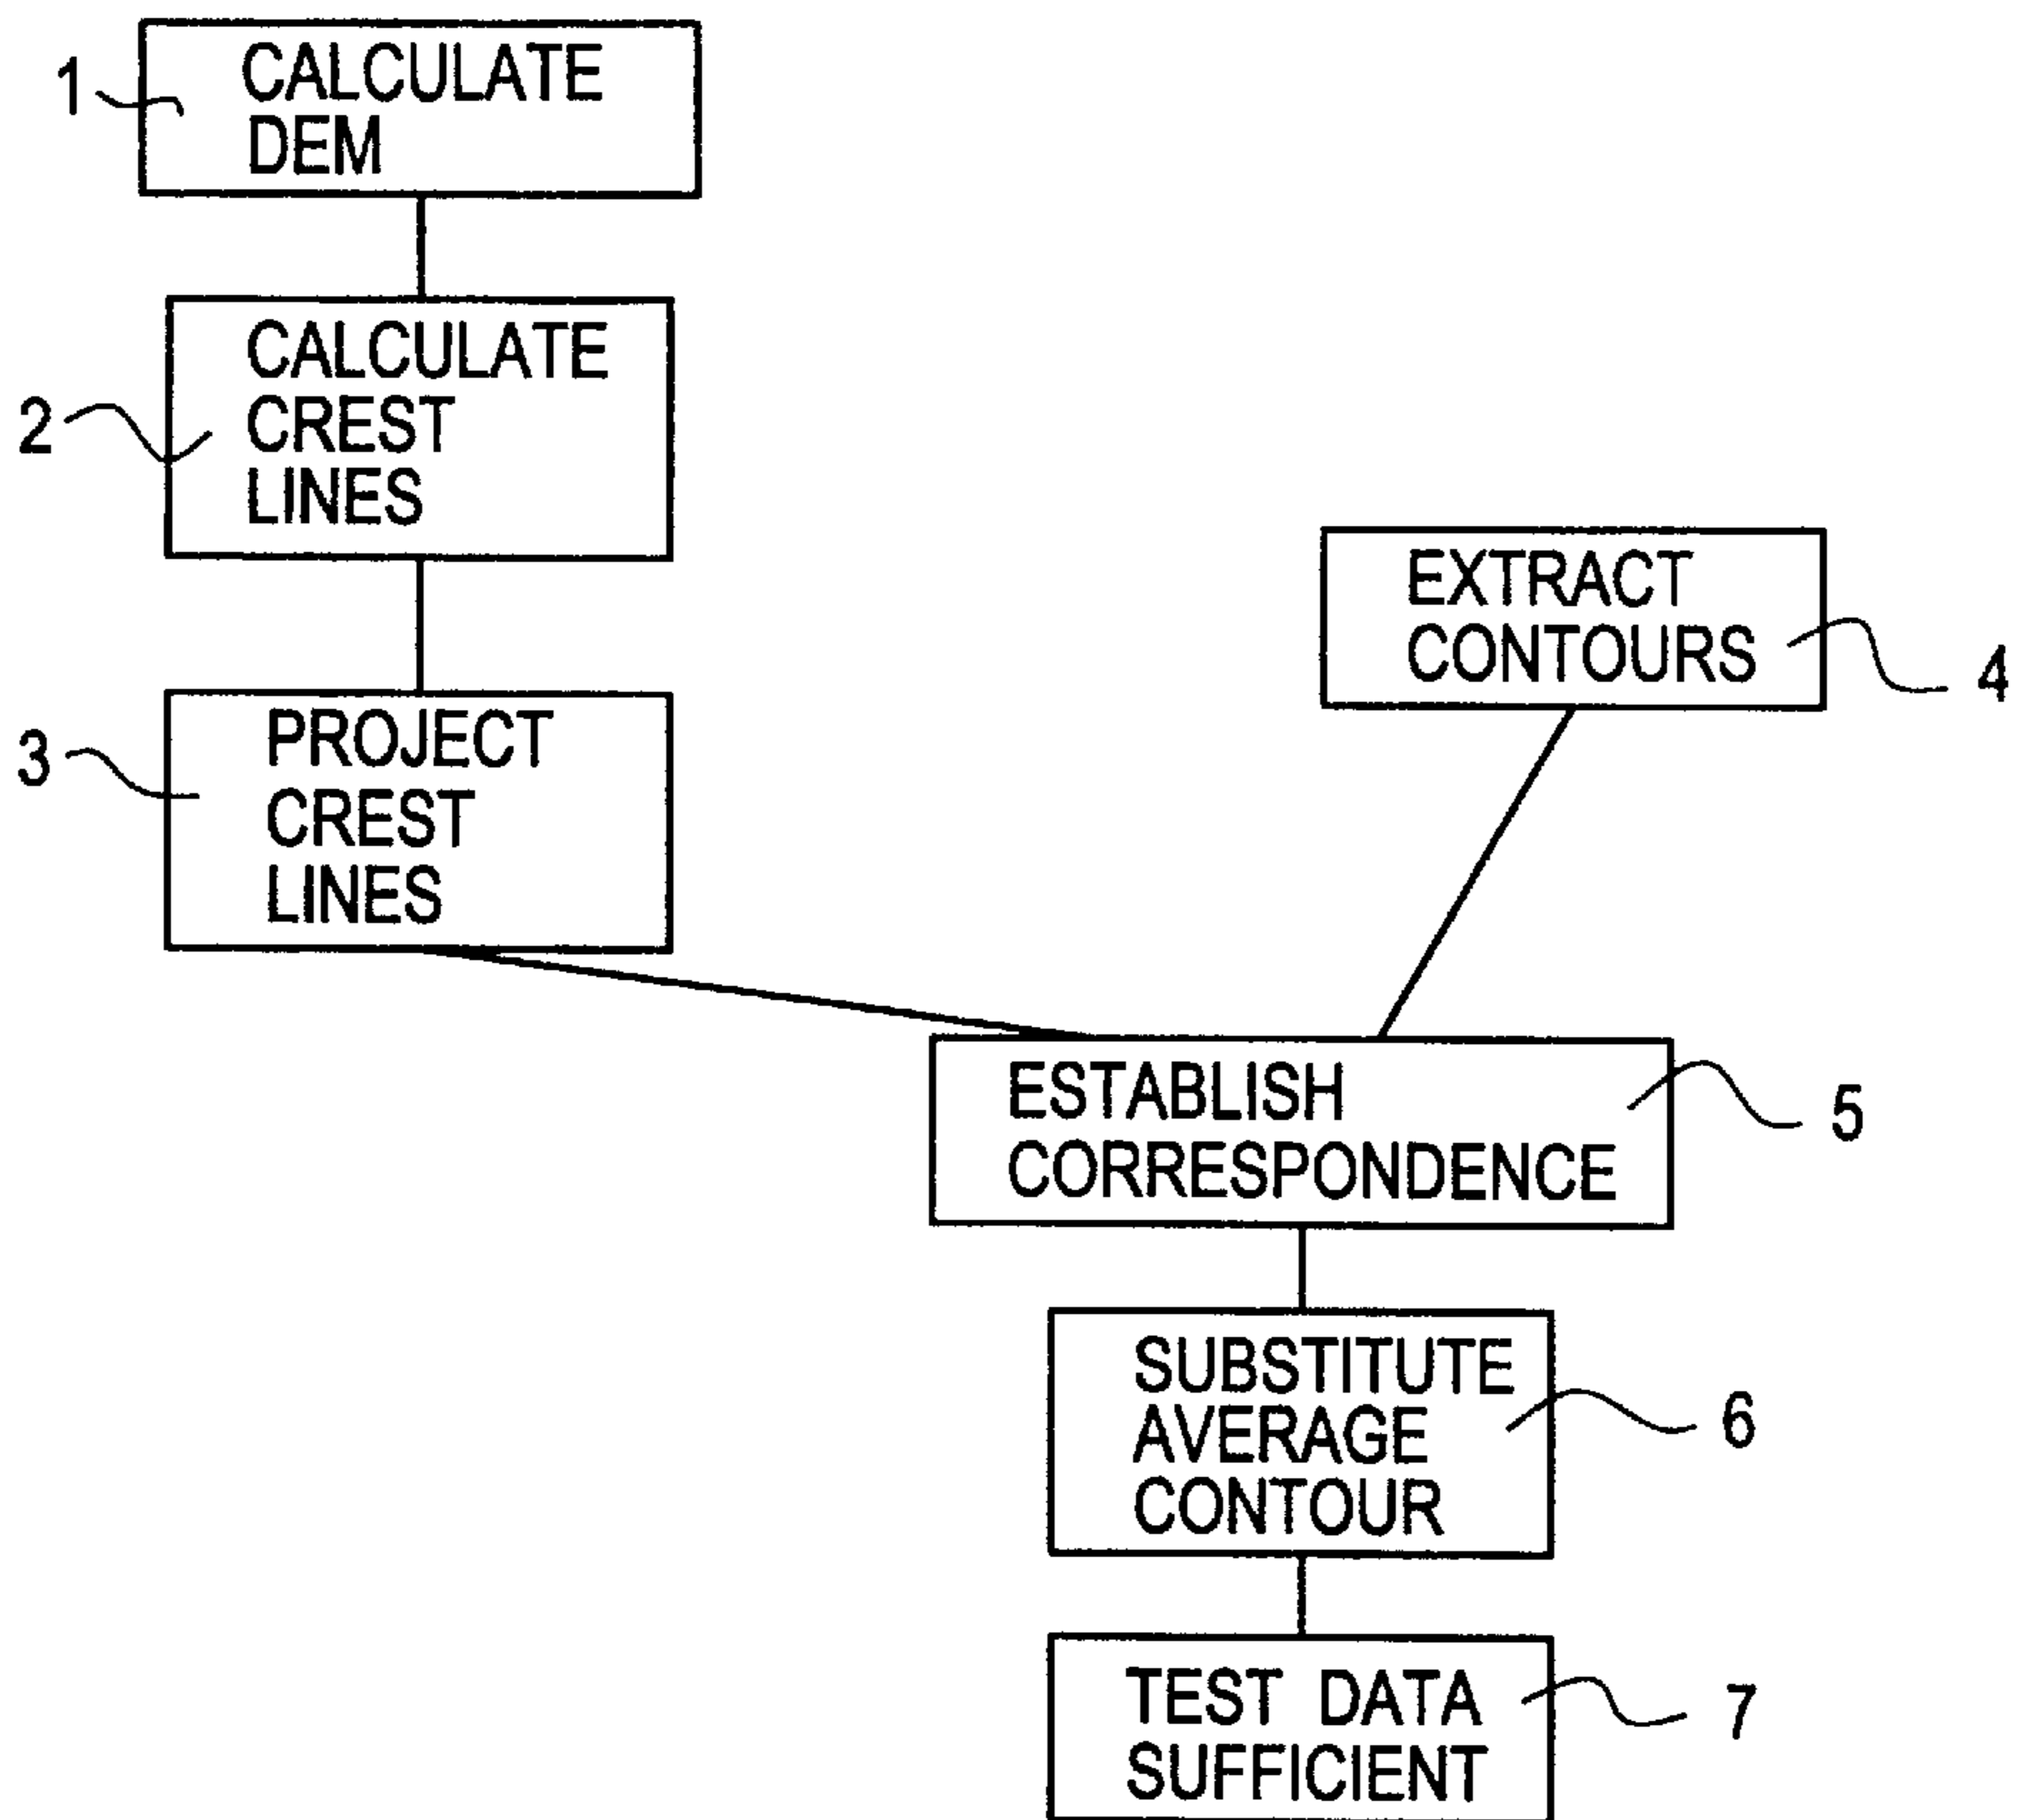 1
CALCULATE
DEM
2
CALCULATE
CREST
LINES
3
PROJECT
CREST
LINES
EXTRACT
CONTOURS
4
ESTABLISH
CORRESPONDENCE
5
SUBSTITUTE
AVERAGE
CONTOUR
6
TEST DATA
SUFFICIENT
7